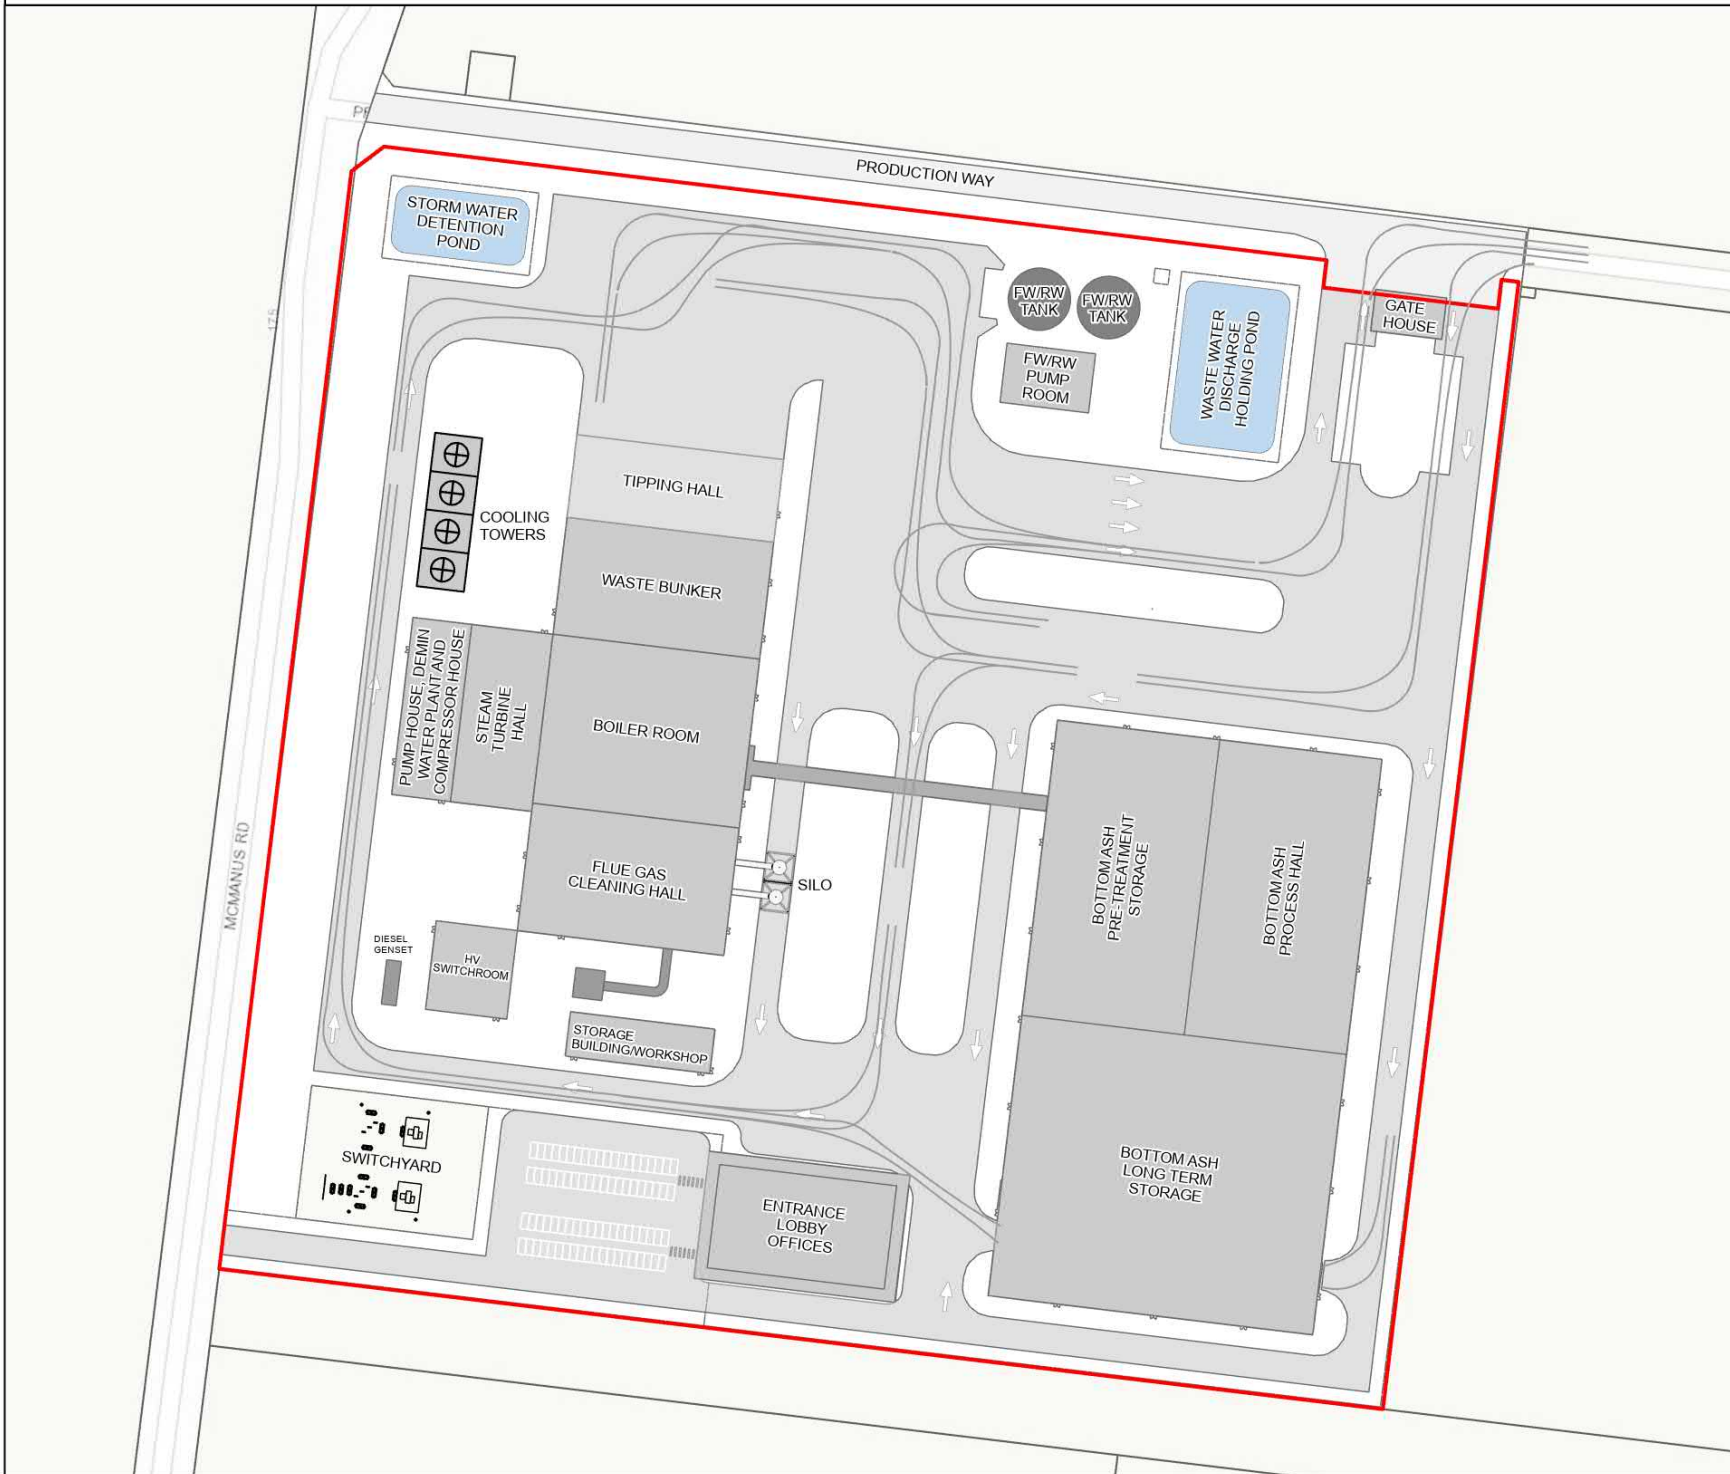 PR
PRODUCTION WAY
STORM WATER
DETENTION
POND
FW/RW
TANK
FW/RW
TANK
FW/RW
PUMP
ROOM
WASTE WATER
DISCHARGE
HOLDING POND
GATE
HOUSE
17.5
TIPPING HALL
COOLING
TOWERS
WASTE BUNKER
PUMP HOUSE, DEMIN
WATER PLANT AND
COMPRESSOR HOUSE
STEAM
TURBINE
HALL
BOILER ROOM
MCMANUS RD
FLUE GAS
CLEANING HALL
SILO
BOTTOM ASH
PRE-TREATMENT
STORAGE
BOTTOM ASH
PROCESS HALL
DIESEL
GENSET
HV
SWITCHROOM
STORAGE
BUILDING/WORKSHOP
SWITCHYARD
ENTRANCE
LOBBY
OFFICES
BOTTOM ASH
LONG TERM
STORAGE